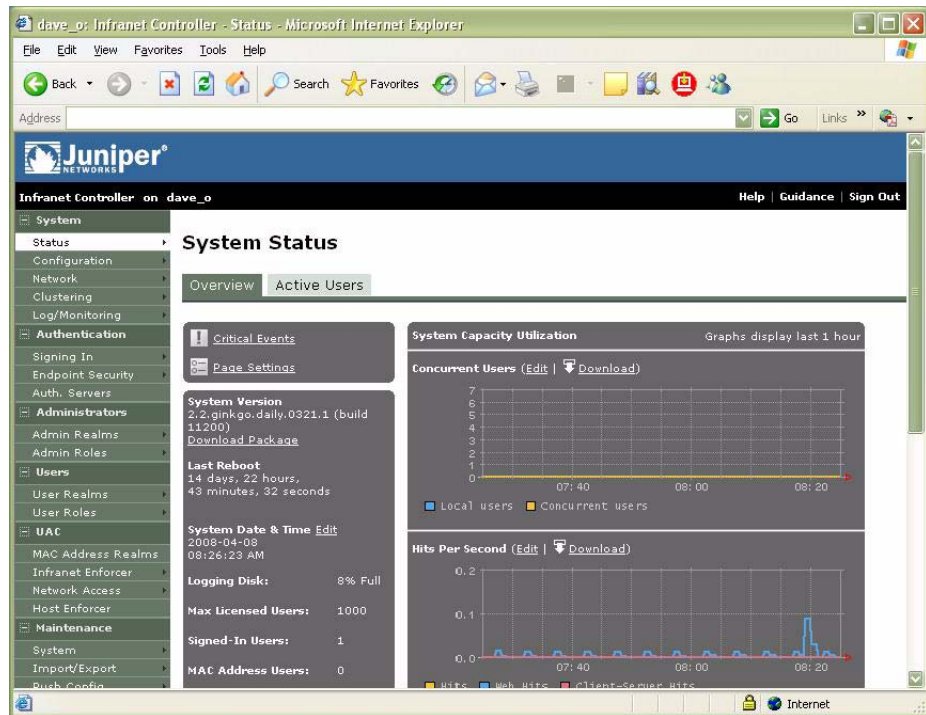 dave_o: Infranet Controller - Status - Microsoft Internet Explorer
File Edit View Favorites Tools Help
Back Search Favorites
Address Go Links »
Juniper®
NETWORKS
Infranet Controller on dave_o Help | Guidance | Sign Out
System
Status
Configuration
Network
Clustering
Log/Monitoring
Authentication
Signing In
Endpoint Security
Auth. Servers
Administrators
Admin Realms
Admin Roles
Users
User Realms
User Roles
UAC
MAC Address Realms
Infranet Enforcer
Network Access
Host Enforcer
Maintenance
System
Import/Export
Push Config
System Status
Overview Active Users
Critical Events
Page Settings
System Version
2.2.ginkgo.daily.0321.1 (build
11200)
Download Package
Last Reboot
14 days, 22 hours,
43 minutes, 32 seconds
System Date & Time Edit
2008-04-08
08:26:23 AM
Logging Disk: 8% Full
Max Licensed Users: 1000
Signed-In Users: 1
MAC Address Users: 0
System Capacity Utilization Graphs display last 1 hour
Concurrent Users (Edit | Download)
7
6
5
4
3
2
1
0
07:40 08:00 08:20
Local users Concurrent users
Hits Per Second (Edit | Download)
0.2
0.1
0.0
07:40 08:00 08:20
Hits Web Hits Client-Server Hits
Internet